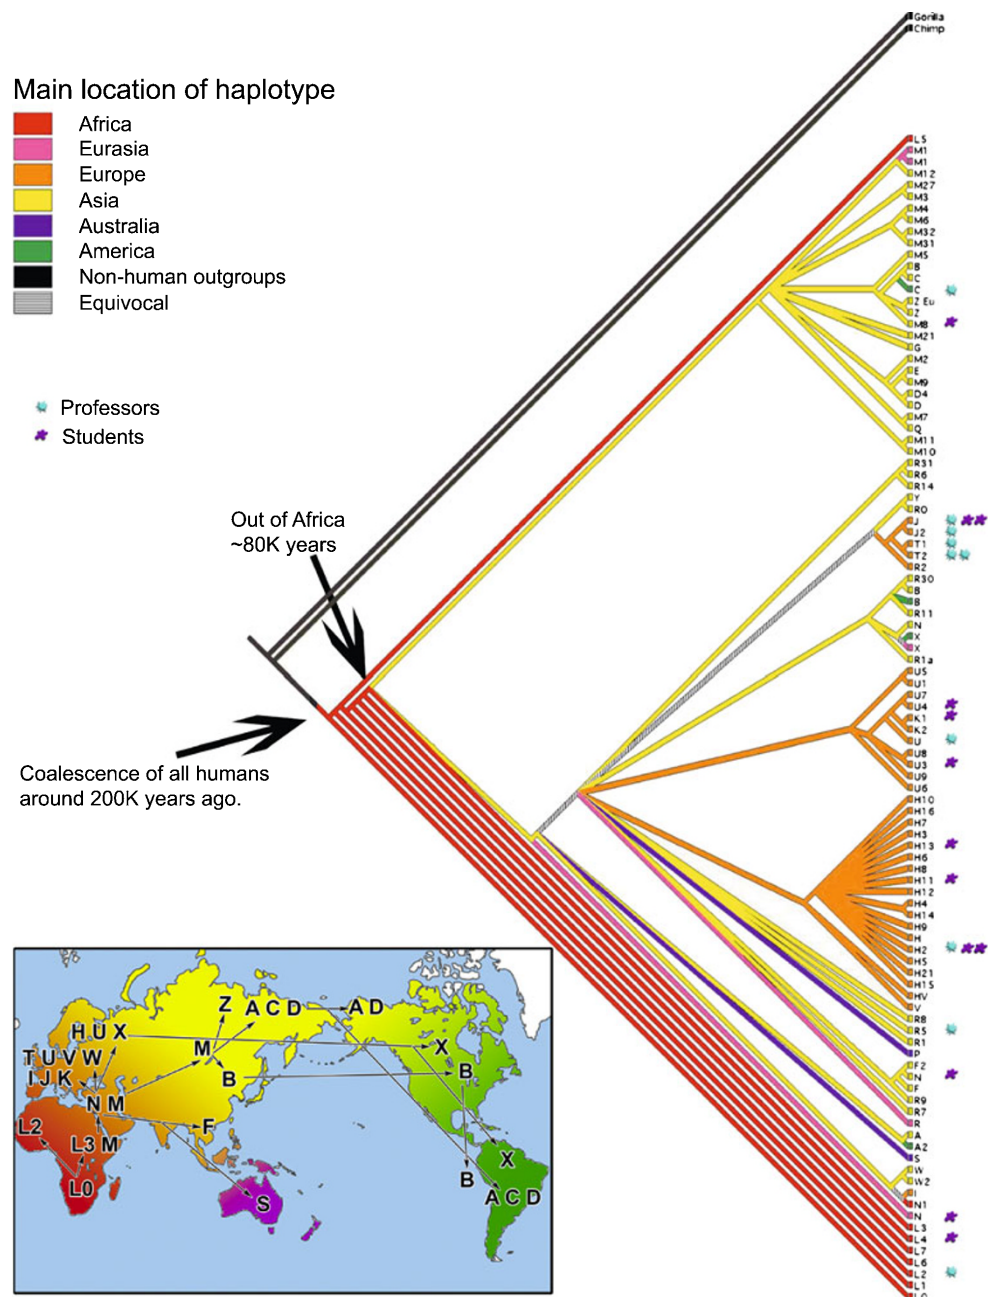 Gorilla
Chimp
Main location of haplotype
Africa
Eurasia
Europe
Asia
Australia
America
Non-human outgroups
Equivocal
Professors
Students
Out of Africa
~80K years
Coalescence of all humans
around 200K years ago.
L5
M1
M1
M12
M27
M3
M4
M6
M32
M31
M5
B
C
C
Z Eu
Z
M8
M21
G
M2
E
M9
D4
D
M7
Q
M11
M10
R31
R6
R14
Y
R0
J
J2
T1
T2
R2
R30
B
B
R11
N
X
X
R1a
U5
U1
U7
U4
K1
K2
U
U8
U3
U9
U6
H10
H16
H7
H3
H13
H6
H8
H11
H12
H4
H14
H9
H
H2
H5
H21
H15
HV
V
R8
R5
R1
P
F2
N
F
R9
R7
R
A
A2
S
W
W2
I
N1
N
L3
L4
L7
L6
L2
L1
Z A C D A D
H U X
T U V W M X
I J K B B
N M
L2 F
L3 M
L0 X
B
S A C D